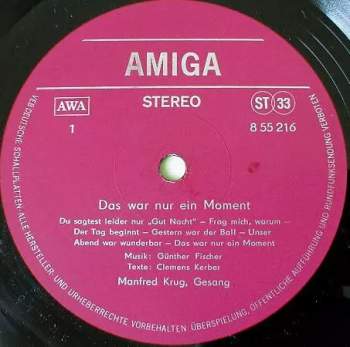 AMIGA
AWA
STEREO
ST 33
1
8 55 216
Das war nur ein Moment
Du sagtest leider nur „Gut Nacht" – Frag mich, warum –
Der Tag beginnt – Gestern war der Ball – Unser
Abend war wunderbar – Das war nur ein Moment
Musik: Günther Fischer
Texte: Clemens Kerber
Manfred Krug, Gesang
VEB DEUTSCHE SCHALLPLATTEN ALLE HERSTELLER- UND URHEBERRECHTE VORBEHALTEN ÜBERSPIELUNG, ÖFFENTLICHE AUFFÜHRUNG UND RUNDFUNKSENDUNG VERBOTEN